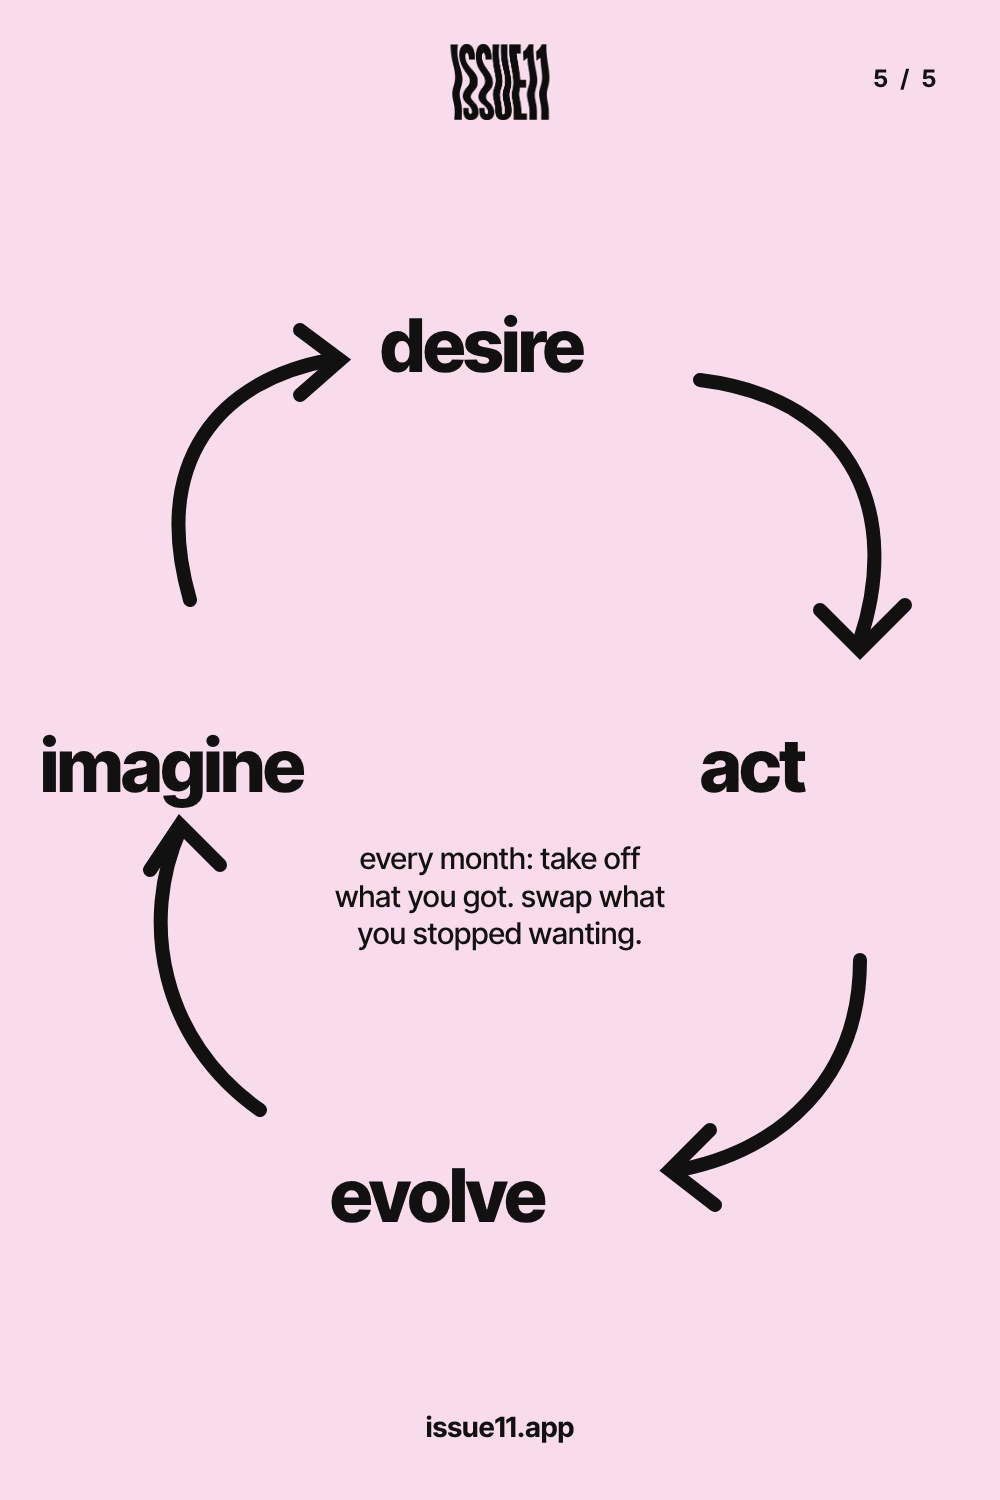 ISSUE11
5 / 5
desire
imagine
act
every month: take off
what you got. swap what
you stopped wanting.
evolve
issue11.app